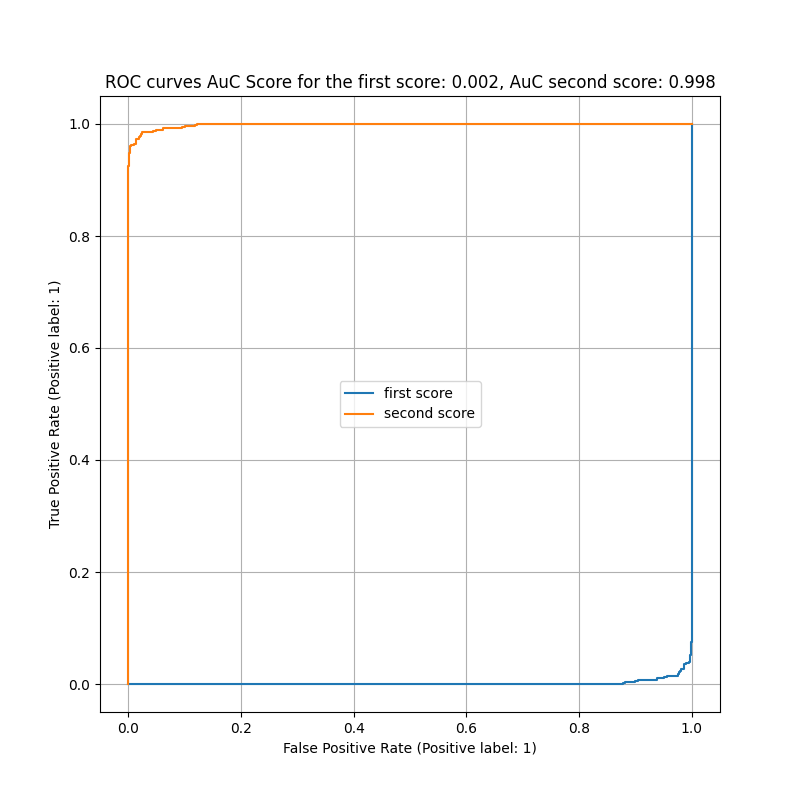 ROC curves AuC Score for the first score: 0.002, AuC second score: 0.998
1.0
0.8
0.6
0.4
0.2
0.0
True Positive Rate (Positive label: 1)
first score
second score
0.0 0.2 0.4 0.6 0.8 1.0
False Positive Rate (Positive label: 1)